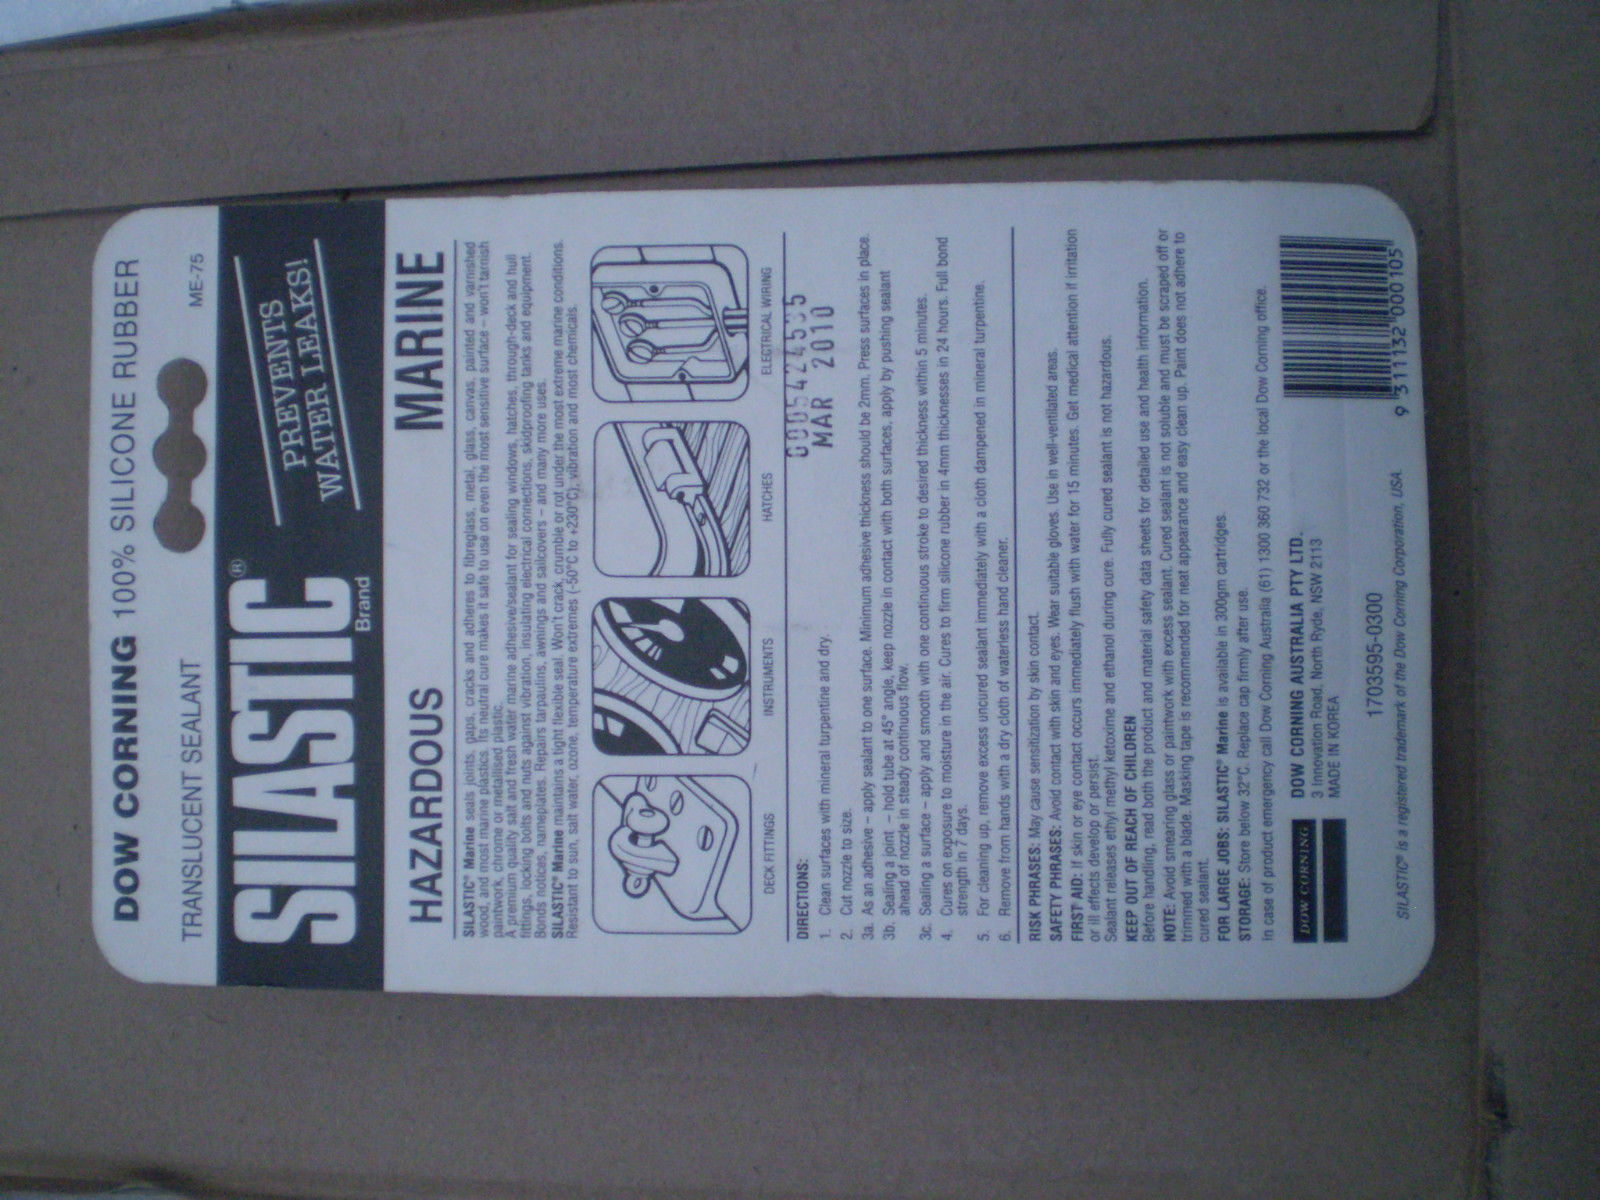 DOW CORNING 100% SILICONE RUBBER
TRANSLUCENT SEALANT
ME-75
SILASTIC®
Brand
PREVENTS
WATER LEAKS!
HAZARDOUS
MARINE
SILASTIC® Marine seals joints, gaps, cracks and adheres to fibreglass, metal, glass, canvas, painted and varnished
wood, and most marine plastics. Its neutral cure makes it safe to use on even the most sensitive surface – won't tarnish
paintwork, chrome or metallised plastic.
A premium quality salt and fresh water marine adhesive/sealant for sealing windows, hatches, through-deck and hull
fittings, locking bolts and nuts against vibration, insulating electrical connections, skidproofing tanks and equipment.
Bonds notices, nameplates. Repairs tarpaulins, awnings and sailcovers – and many more uses.
SILASTIC® Marine maintains a tight flexible seal. Won't crack, crumble or rot under the most extreme marine conditions.
Resistant to sun, salt water, ozone, temperature extremes (-50°C to +230°C), vibration and most chemicals.
DECK FITTINGS
INSTRUMENTS
HATCHES
ELECTRICAL WIRING
MAR 2010
DIRECTIONS:
1. Clean surfaces with mineral turpentine and dry.
2. Cut nozzle to size.
3a. As an adhesive – apply sealant to one surface. Minimum adhesive thickness should be 2mm. Press surfaces in place.
3b. Sealing a joint – hold tube at 45° angle, keep nozzle in contact with both surfaces, apply by pushing sealant
ahead of nozzle in steady continuous flow.
3c. Sealing a surface – apply and smooth with one continuous stroke to desired thickness within 5 minutes.
4. Cures on exposure to moisture in the air. Cures to firm silicone rubber in 4mm thicknesses in 24 hours. Full bond
strength in 7 days.
5. For cleaning up, remove excess uncured sealant immediately with a cloth dampened in mineral turpentine.
6. Remove from hands with a dry cloth of waterless hand cleaner.
RISK PHRASES: May cause sensitization by skin contact.
SAFETY PHRASES: Avoid contact with skin and eyes. Wear suitable gloves. Use in well-ventilated areas.
FIRST AID: If skin or eye contact occurs immediately flush with water for 15 minutes. Get medical attention if irritation
or ill effects develop or persist.
Sealant releases ethyl methyl ketoxime and ethanol during cure. Fully cured sealant is not hazardous.
KEEP OUT OF REACH OF CHILDREN
Before handling, read both the product and material safety data sheets for detailed use and health information.
NOTE: Avoid smearing glass or paintwork with excess sealant. Cured sealant is not soluble and must be scraped off or
trimmed with a blade. Masking tape is recommended for neat appearance and easy clean up. Paint does not adhere to
cured sealant.
FOR LARGE JOBS: SILASTIC® Marine is available in 300gm cartridges.
STORAGE: Store below 32°C. Replace cap firmly after use.
In case of product emergency call Dow Corning Australia (61) 1300 360 732 or the local Dow Corning office.
DOW CORNING
DOW CORNING AUSTRALIA PTY LTD.
3 Innovation Road, North Ryde, NSW 2113
MADE IN KOREA
1703595-0300
9 311132 000105
SILASTIC® is a registered trademark of the Dow Corning Corporation, USA.